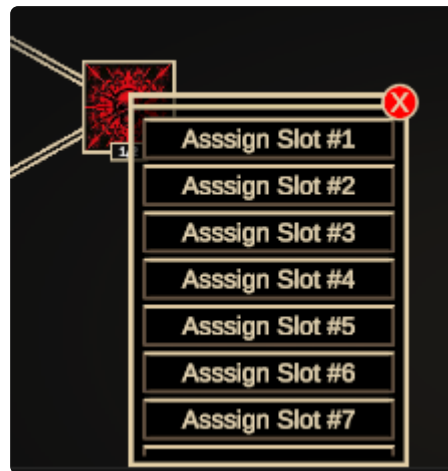 X
Asssign Slot #1
1/
Asssign Slot #2
Asssign Slot #3
Asssign Slot #4
Asssign Slot #5
Asssign Slot #6
Asssign Slot #7